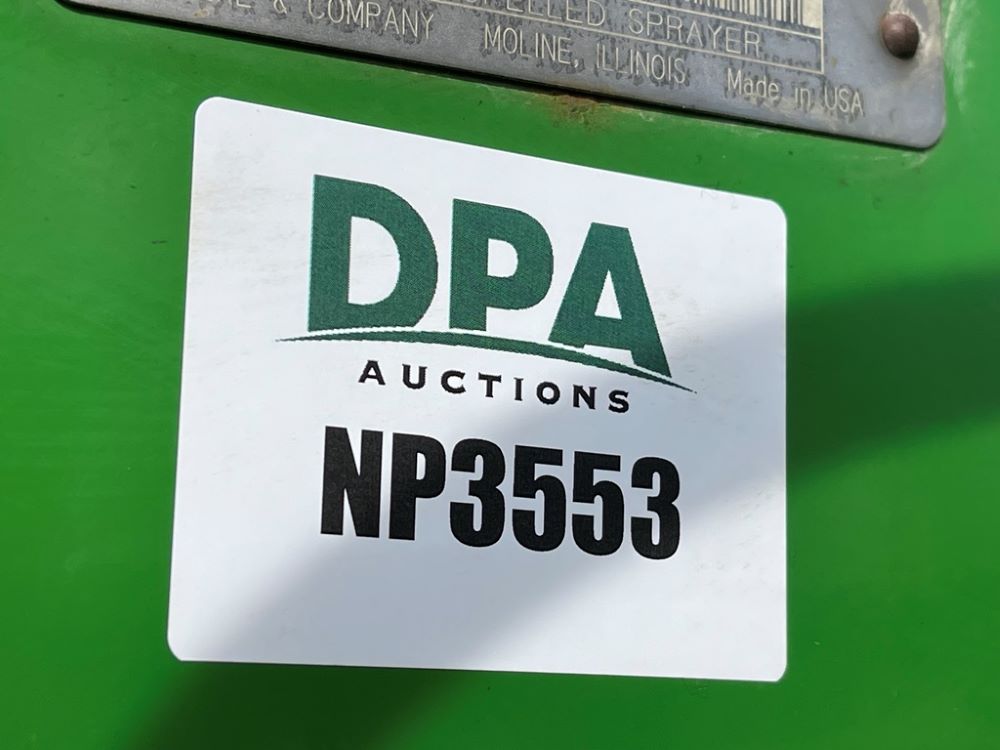 SPRAYER
& COMPANY MOLINE, ILLINOIS Made in USA
DPA
AUCTIONS
NP3553